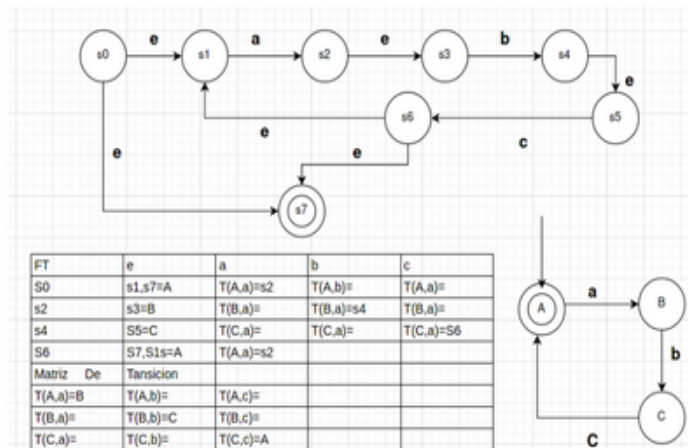 s0 e s1 a s2 e s3 b s4
e
s6 s5
e e c
e
s7
FT e a b c
S0 s1,s7=A T(A,a)=s2 T(A,b)= T(A,a)=
s2 s3=B T(B,a)= T(B,a)=s4 T(B,a)=
s4 S5=C T(C,a)= T(C,a)= T(C,a)=S6
S6 S7,S1s=A T(A,a)=s2
Matriz De Tansicion
T(A,a)=B T(A,b)= T(A,c)=
T(B,a)= T(B,b)=C T(B,c)=
T(C,a)= T(C,b)= T(C,c)=A
A a B
b
C
C